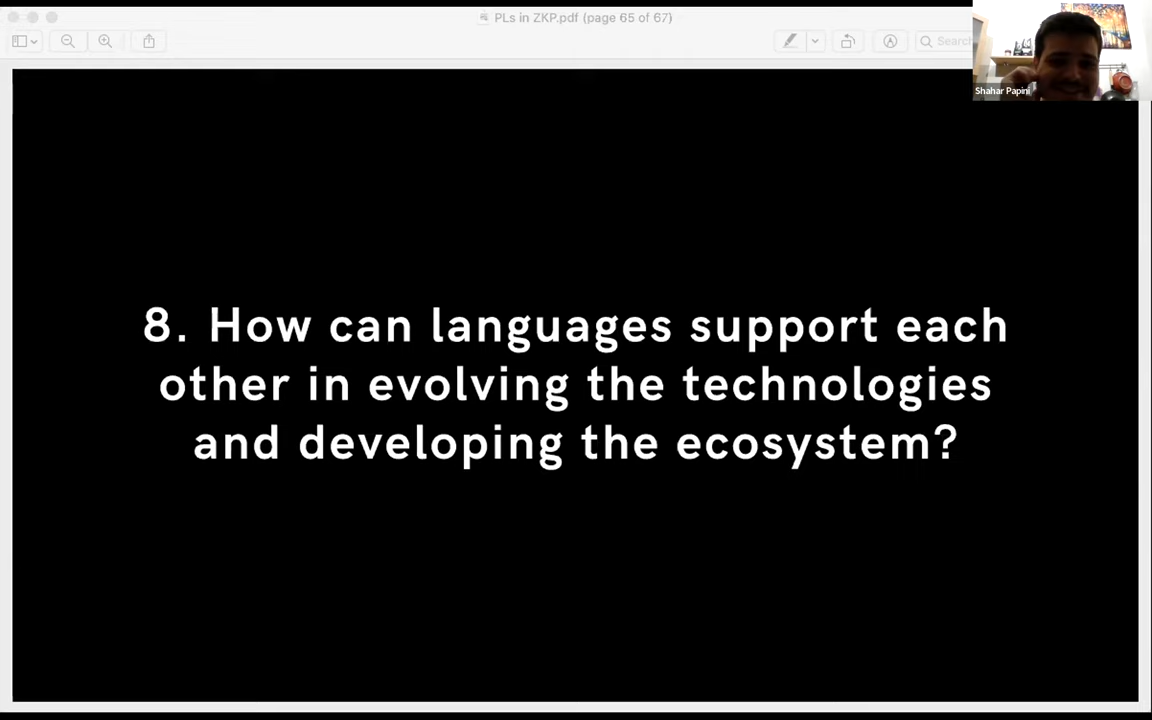 PLs in ZKP.pdf (page 65 of 67)
Search
Shahar Papini
8. How can languages support each
other in evolving the technologies
and developing the ecosystem?